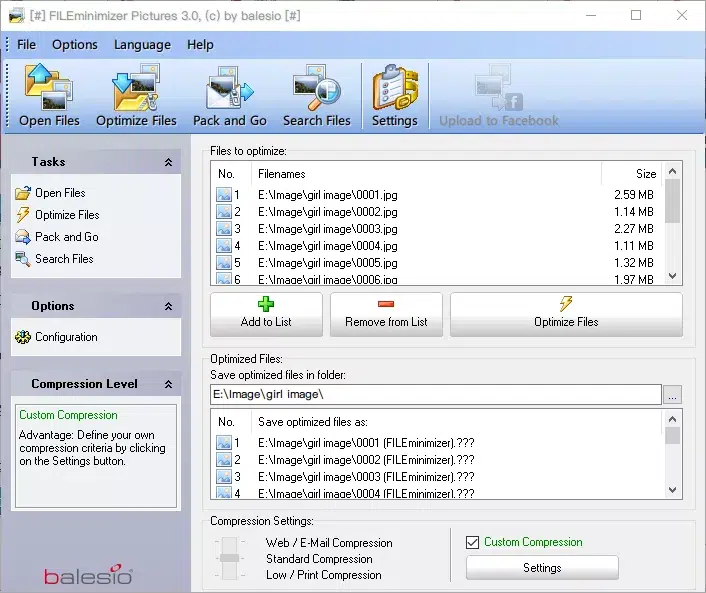 [#] FILEminimizer Pictures 3.0, (c) by balesio [#]
File Options Language Help
Open Files Optimize Files Pack and Go Search Files Settings Upload to Facebook
Tasks
Open Files
Optimize Files
Pack and Go
Search Files
Options
Configuration
Compression Level
Custom Compression
Advantage: Define your own
compression criteria by clicking
on the Settings button.
balesio
Files to optimize:
No. Filenames Size
1 E:\Image\girl image\0001.jpg 2.59 MB
2 E:\Image\girl image\0002.jpg 1.14 MB
3 E:\Image\girl image\0003.jpg 2.27 MB
4 E:\Image\girl image\0004.jpg 1.11 MB
5 E:\Image\girl image\0005.jpg 1.32 MB
6 E:\Image\girl image\0006.jpg 1.97 MB
Add to List Remove from List Optimize Files
Optimized Files:
Save optimized files in folder:
E:\Image\girl image\ ...
No. Save optimized files as:
1 E:\Image\girl image\0001 (FILEminimizer).???
2 E:\Image\girl image\0002 (FILEminimizer).???
3 E:\Image\girl image\0003 (FILEminimizer).???
4 E:\Image\girl image\0004 (FILEminimizer).???
Compression Settings:
Web / E-Mail Compression
Standard Compression
Low / Print Compression
Custom Compression
Settings